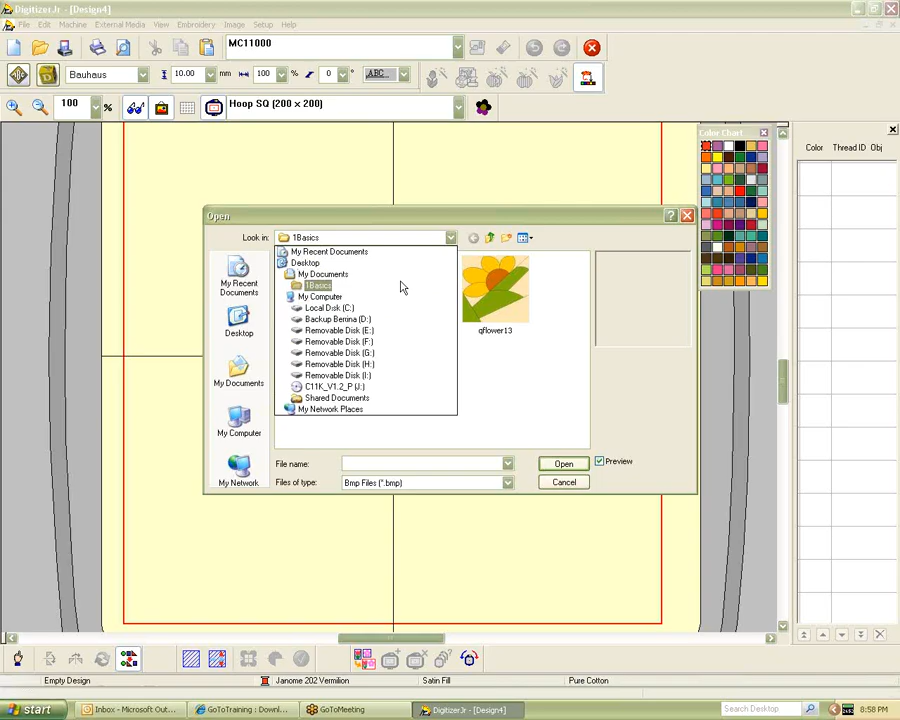 DigitizerJr - [Design4]
File Edit Machine External Media View Embroidery Image Setup Help
MC11000
Bauhaus 10.00 mm 100 % 0 ABC
100 % Hoop SQ (200 x 200)
Color Chart
Color Thread ID Obj
Open
Look in: 1Basics
My Recent Documents
Desktop
My Documents
1Basics
My Computer
Local Disk (C:)
Backup Bernina (D:)
Removable Disk (E:)
Removable Disk (F:)
Removable Disk (G:)
Removable Disk (H:)
Removable Disk (I:)
C11K_V1.2_P (J:)
Shared Documents
My Network Places
My Recent
Documents
Desktop
My Documents
My Computer
My Network
qflower13
File name: Open Preview
Files of type: Bmp Files (*.bmp) Cancel
Empty Design Janome 202 Vermilion Satin Fill Pure Cotton
start Inbox - Microsoft Out... GoToTraining : Downl... GoToMeeting DigitizerJr - [Design4] Search Desktop 8:58 PM